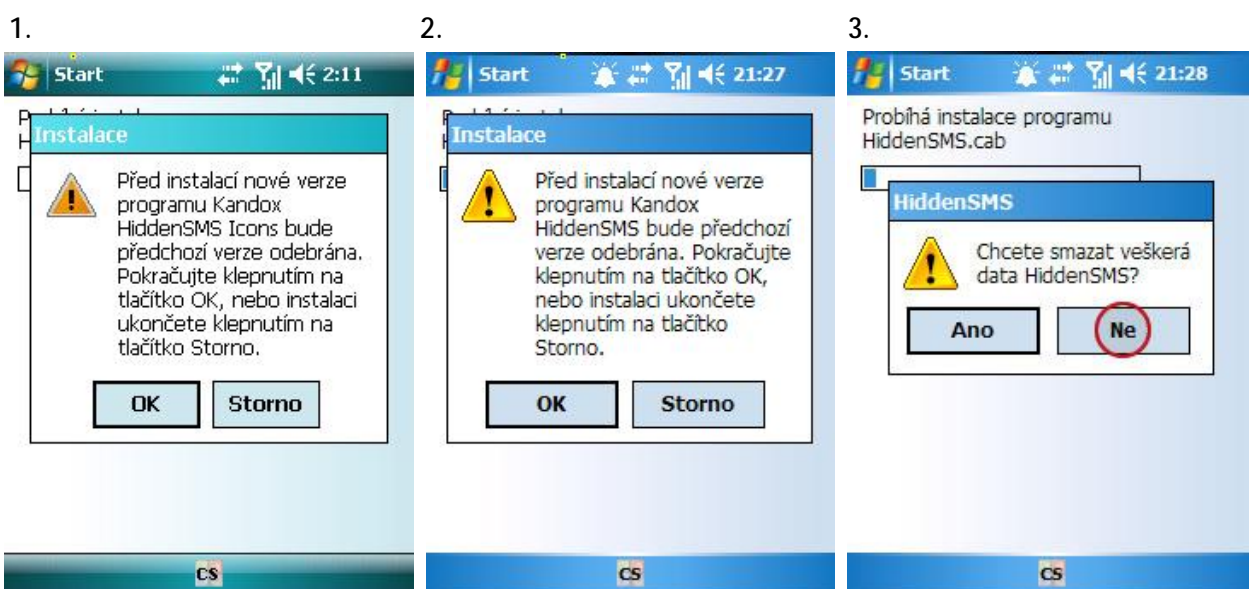 1.
Start
2:11
Instalace
Před instalací nové verze
programu Kandox
HiddenSMS Icons bude
předchozí verze odebrána.
Pokračujte klepnutím na
tlačítko OK, nebo instalaci
ukončete klepnutím na
tlačítko Storno.
OK
Storno
CS
2.
Start
21:27
Instalace
Před instalací nové verze
programu Kandox
HiddenSMS bude předchozí
verze odebrána. Pokračujte
klepnutím na tlačítko OK,
nebo instalaci ukončete
klepnutím na tlačítko
Storno.
OK
Storno
CS
3.
Start
21:28
Probíhá instalace programu
HiddenSMS.cab
HiddenSMS
Chcete smazat veškerá
data HiddenSMS?
Ano
Ne
CS